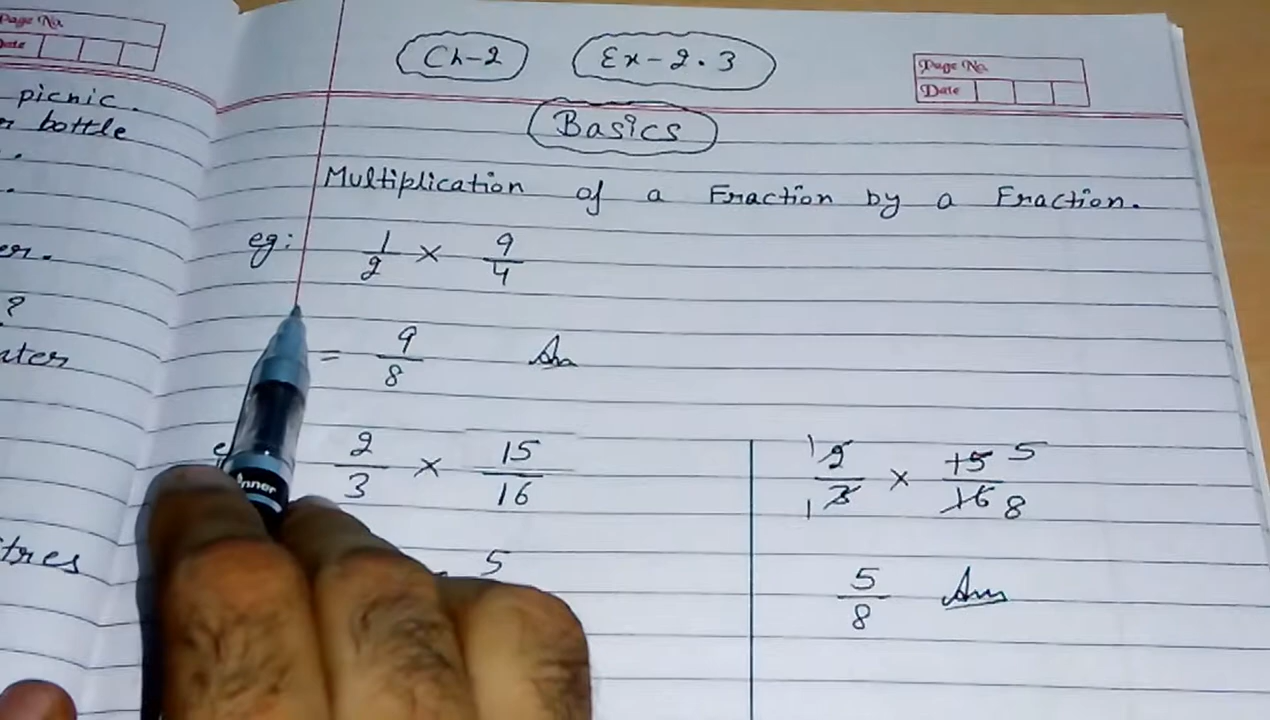 Page No.
Date
picnic.
bottle
er.
?
ater
tres
Ch-2 Ex-2.3
Page No.
Date
Basics
Multiplication of a Fraction by a Fraction.
eg: 1/2 × 9/4
= 9/8 Ans
2/3 × 15/16
5
1 2/3 1 × 15/16 5 8
5/8 Ans